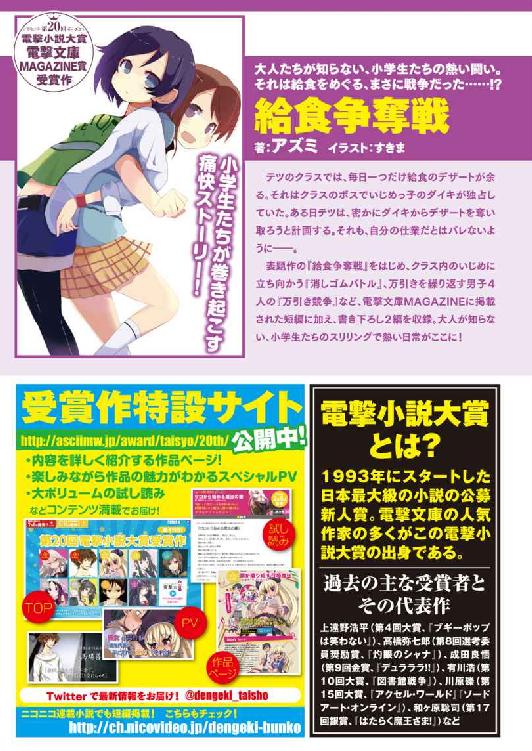 第20回
電撃小説大賞
電撃文庫
MAGAZINE賞
受賞作
大人たちが知らない、小学生たちの熱い闘い。
それは給食をめぐる、まさに戦争だった……!?
給食争奪戦
著:アズミ イラスト:すきま
小学生たちが巻き起こす
痛快ストーリー!!
テツのクラスでは、毎日一つだけ給食のデザートが余
る。それはクラスのボスでいじめっ子のダイキが独占し
ていた。ある日テツは、密かにダイキからデザートを奪い
取ろうと計画する。それも、自分の仕業だとはバレないよ
うに――。
表題作の『給食争奪戦』をはじめ、クラス内のいじめに
立ち向かう『消しゴムバトル』、万引きを繰り返す男子4
人の『万引き競争』など、電撃文庫MAGAZINEに掲載
された短編に加え、書き下ろし2編を収録。大人が知らな
い、小学生たちのスリリングで熱い日常がここに!
受賞作特設サイト
http://asciimw.jp/award/taisyo/20th/
公開中!
・内容を詳しく紹介する作品ページ!
・楽しみながら作品の魅力がわかるスペシャルPV
・大ボリュームの試し読み
などコンテンツ満載でお届け!
第20回電撃小説大賞受賞作
試し
読み
TOP
PV
作品
ページ
Twitterで最新情報をお届け! @dengeki_taisho
ニコニコ連載小説でも短編掲載! こちらもチェック!
http://ch.nicovideo.jp/dengeki-bunko
電撃小説大賞
とは?
1993年にスタートした
日本最大級の小説の公募
新人賞。電撃文庫の人気
作家の多くがこの電撃小
説大賞の出身である。
過去の主な受賞者と
その代表作
上遠野浩平(第4回大賞、『ブギーポップ
は笑わない』)、高橋弥七郎(第8回選考委
員奨励賞、『灼眼のシャナ』)、成田良悟
(第9回金賞、『デュラララ!!』)、有川浩(第
10回大賞、『図書館戦争』)、川原礫(第
15回大賞、『アクセル・ワールド』『ソード
アート・オンライン』)、和ヶ原聡司(第17
回銀賞、『はたらく魔王さま!』)など